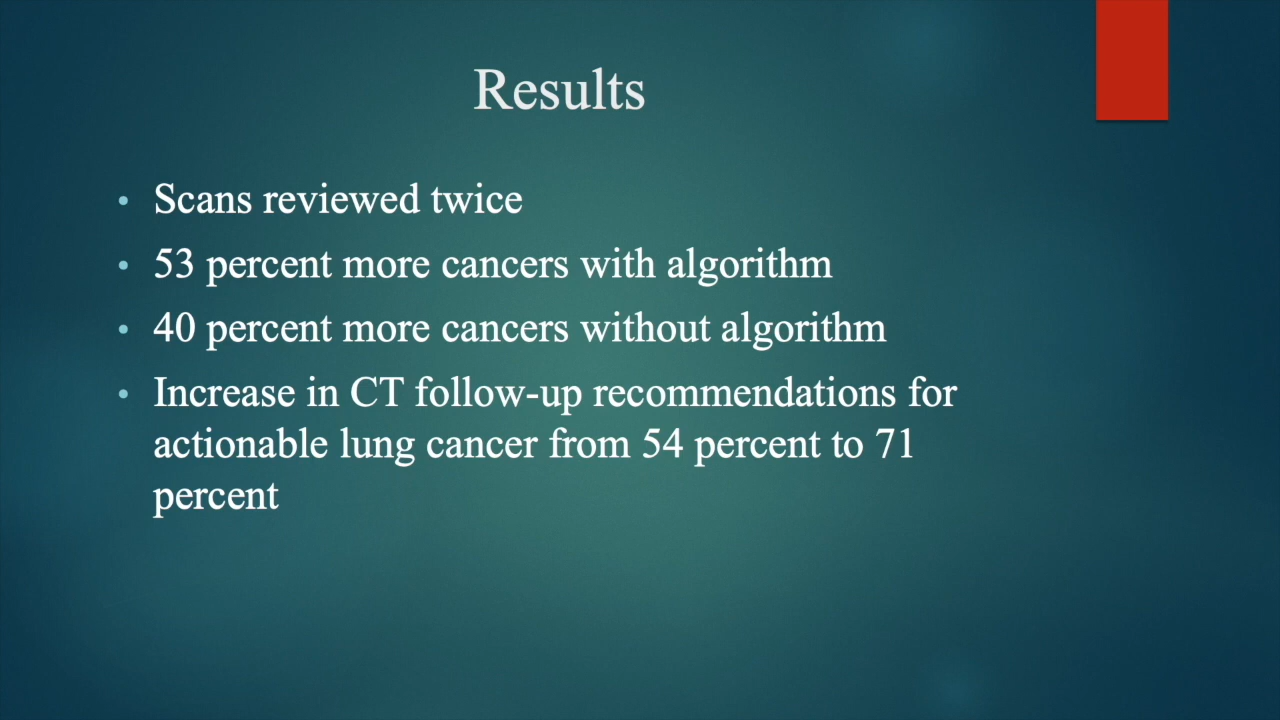 Results
• Scans reviewed twice
• 53 percent more cancers with algorithm
• 40 percent more cancers without algorithm
• Increase in CT follow-up recommendations for
actionable lung cancer from 54 percent to 71
percent